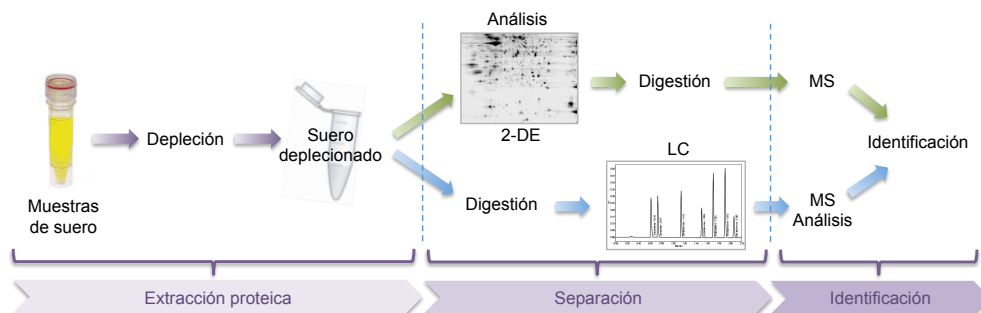 Análisis
Muestras
de suero
Depleción
Suero
deplecionado
2-DE
Digestión
MS
Digestión
LC
MS
Análisis
Identificación
Extracción proteica
Separación
Identificación